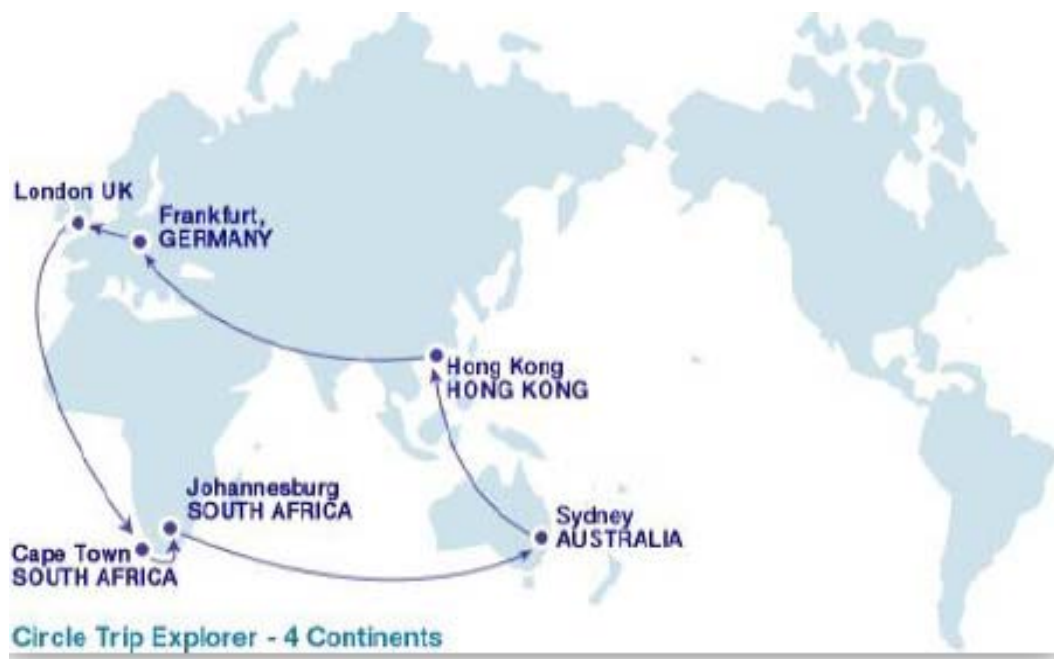 London UK
Frankfurt,
GERMANY
Hong Kong
HONG KONG
Johannesburg
SOUTH AFRICA
Sydney
AUSTRALIA
Cape Town
SOUTH AFRICA
Circle Trip Explorer - 4 Continents